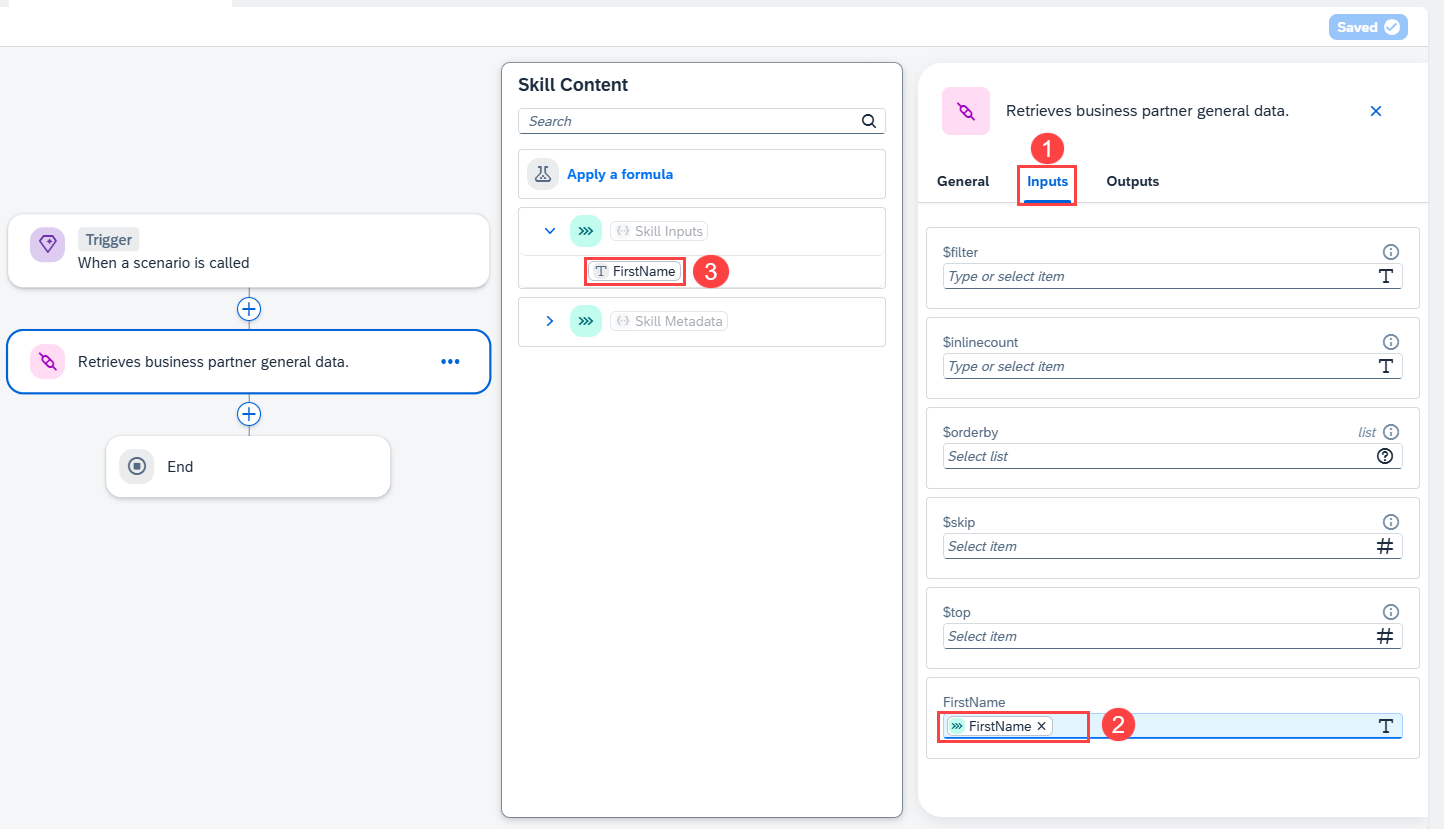 Saved
Trigger
When a scenario is called
Retrieves business partner general data.
End
Skill Content
Search
Apply a formula
Skill Inputs
FirstName
3
Skill Metadata
Retrieves business partner general data.
1
General
Inputs
Outputs
$filter
Type or select item
$inlinecount
Type or select item
$orderby
list
Select list
$skip
Select item
#
$top
Select item
#
FirstName
FirstName
2